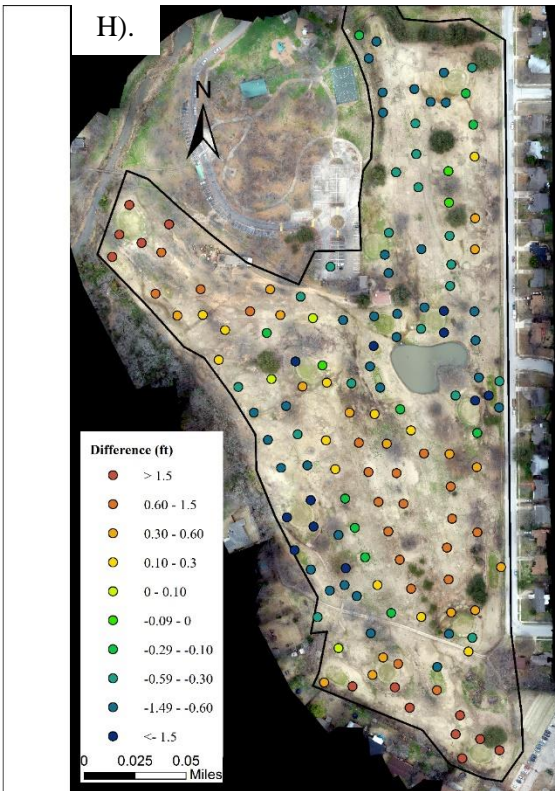 H).
N
Difference (ft)
> 1.5
0.60 - 1.5
0.30 - 0.60
0.10 - 0.3
0 - 0.10
-0.09 - 0
-0.29 - -0.10
-0.59 - -0.30
-1.49 - -0.60
<- 1.5
0 0.025 0.05
Miles